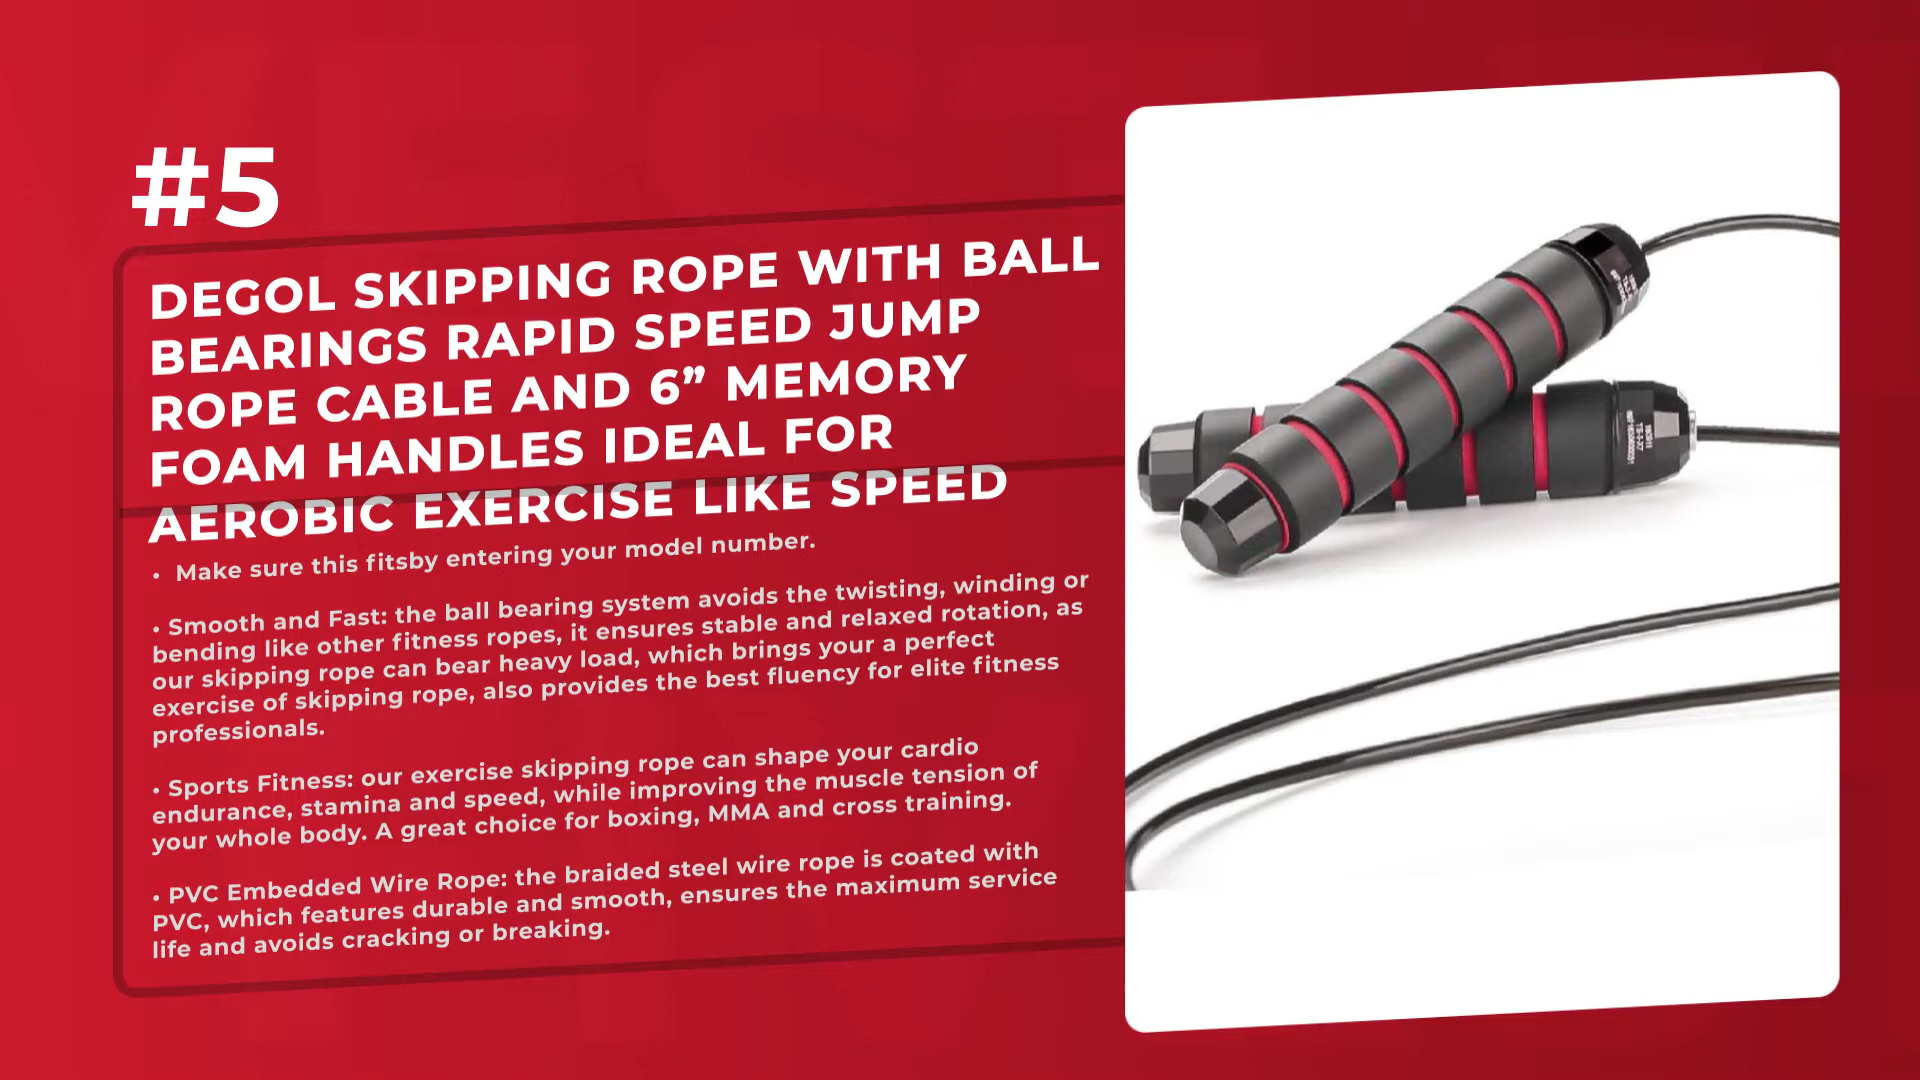 #5
DEGOL SKIPPING ROPE WITH BALL
BEARINGS RAPID SPEED JUMP
ROPE CABLE AND 6” MEMORY
FOAM HANDLES IDEAL FOR
AEROBIC EXERCISE LIKE SPEED
• Make sure this fitsby entering your model number.
• Smooth and Fast: the ball bearing system avoids the twisting, winding or
bending like other fitness ropes, it ensures stable and relaxed rotation, as
our skipping rope can bear heavy load, which brings your a perfect
exercise of skipping rope, also provides the best fluency for elite fitness
professionals.
• Sports Fitness: our exercise skipping rope can shape your cardio
endurance, stamina and speed, while improving the muscle tension of
your whole body. A great choice for boxing, MMA and cross training.
• PVC Embedded Wire Rope: the braided steel wire rope is coated with
PVC, which features durable and smooth, ensures the maximum service
life and avoids cracking or breaking.